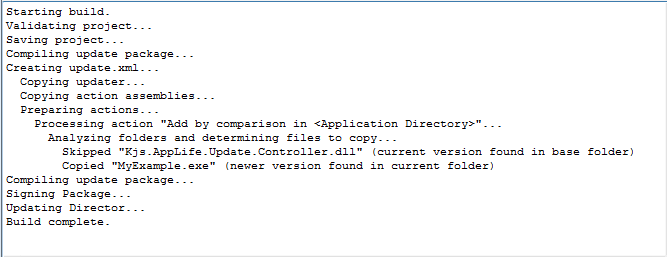 Starting build.
Validating project...
Saving project...
Compiling update package...
Creating update.xml...
Copying updater...
Copying action assemblies...
Preparing actions...
Processing action "Add by comparison in <Application Directory>"...
Analyzing folders and determining files to copy...
Skipped "Kjs.AppLife.Update.Controller.dll" (current version found in base folder)
Copied "MyExample.exe" (newer version found in current folder)
Compiling update package...
Signing Package...
Updating Director...
Build complete.